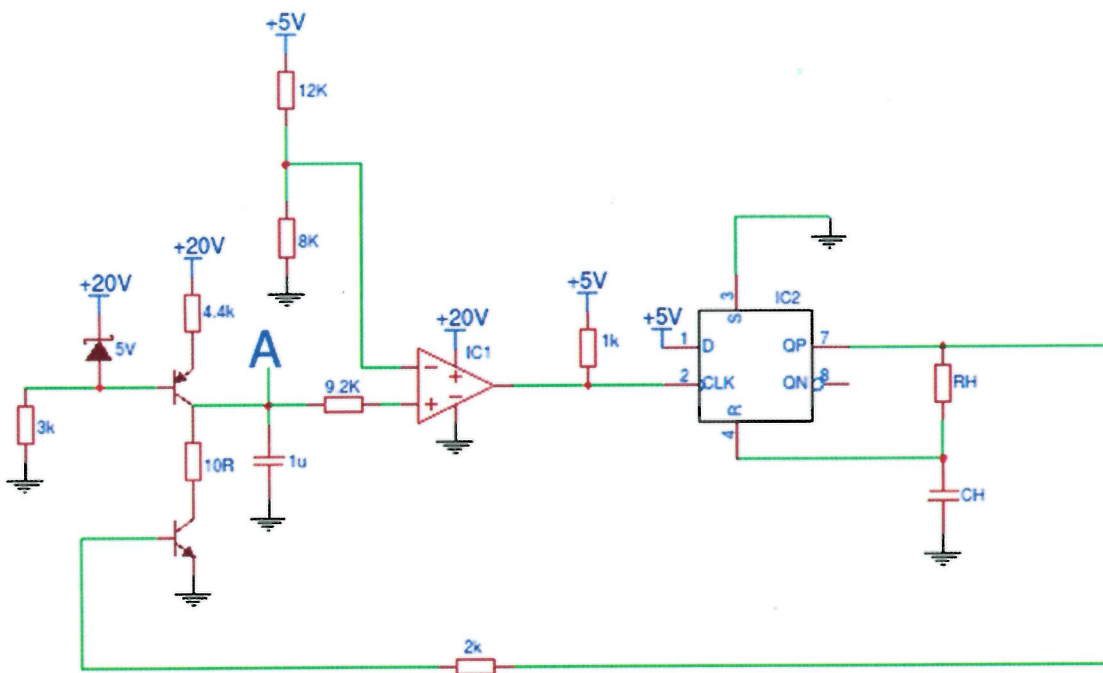 +5V
12K
8K
+20V
+20V
4.4k
5V
A
3k
10R
9.2K
1u
+20V
IC1
+5V
1k
+5V
3
S
IC2
1
D
QP
7
2
CLK
QN
8
R
4
RH
CH
2k